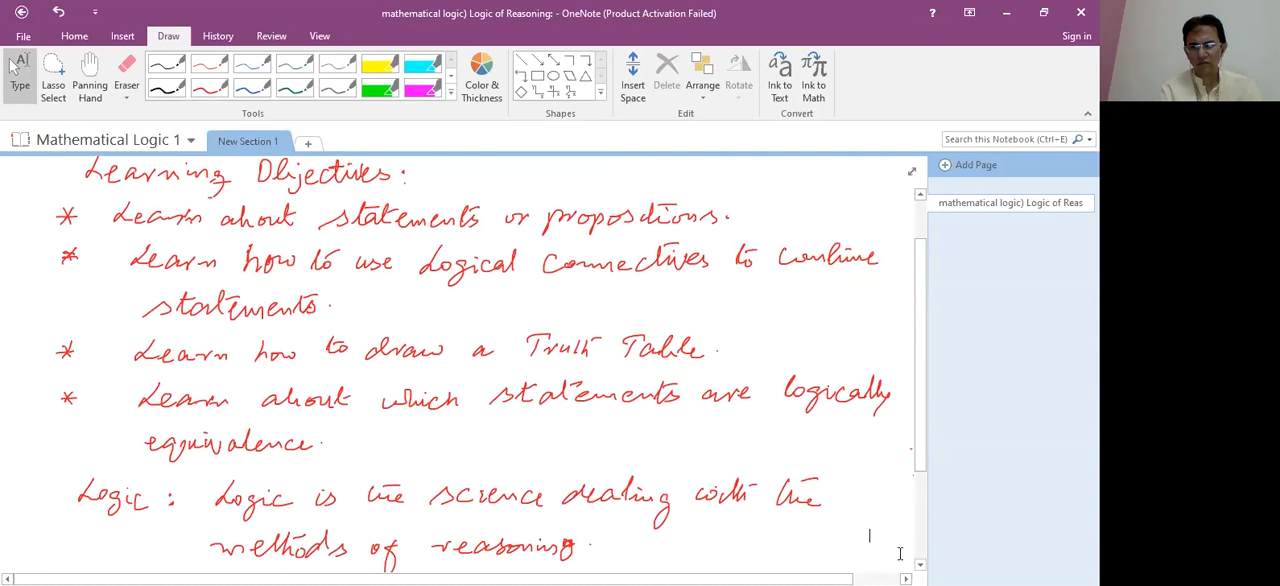 mathematical logic) Logic of Reasoning: - OneNote (Product Activation Failed)
?
File Home Insert Draw History Review View Sign in
Type
Lasso Select
Panning Hand
Eraser
Color & Thickness
Insert Space
Delete
Arrange
Rotate
Ink to Text
Ink to Math
Tools Shapes Edit Convert
Mathematical Logic 1 New Section 1 Search this Notebook (Ctrl+E)
Add Page
mathematical logic) Logic of Reas
Learning Objectives:
* Learn about statements or propositions.
* Learn how to use Logical Connectives to combine
statements.
* Learn how to draw a Truth Table.
* Learn about which statements are logically
equivalence.
Logic: Logic is the science dealing with the
methods of reasoning.